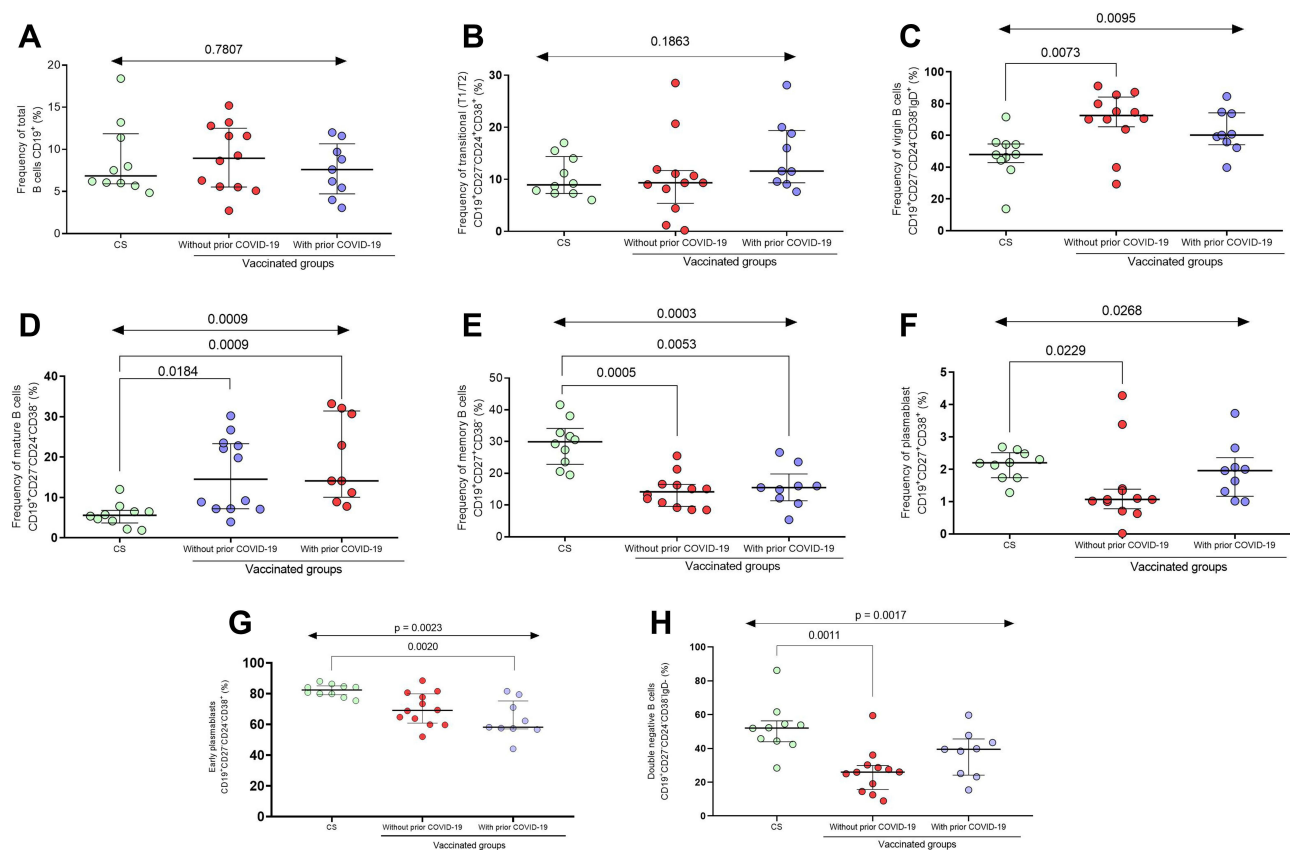 A
0.7807
Frequency of total
B cells CD19⁺ (%)
20
15
10
5
0
CS
Without prior COVID-19
With prior COVID-19
Vaccinated groups
B
0.1863
Frequency of transitional (T1/T2)
CD19⁺CD27⁻CD24⁺CD38⁺ (%)
30
20
10
0
CS
Without prior COVID-19
With prior COVID-19
Vaccinated groups
C
0.0095
0.0073
Frequency of virgin B cells
CD19⁺CD27⁻CD24⁻CD38⁻IgD⁺ (%)
100
80
60
40
20
0
CS
Without prior COVID-19
With prior COVID-19
Vaccinated groups
D
0.0009
0.0009
0.0184
Frequency of mature B cells
CD19⁺CD27⁻CD24⁻CD38⁻ (%)
40
30
20
10
0
CS
Without prior COVID-19
With prior COVID-19
Vaccinated groups
E
0.0003
0.0053
0.0005
Frequency of memory B cells
CD19⁺CD27⁺CD38⁻ (%)
50
40
30
20
10
0
CS
Without prior COVID-19
With prior COVID-19
Vaccinated groups
F
0.0268
0.0229
Frequency of plasmablast
CD19⁺CD27⁺CD38⁺ (%)
5
4
3
2
1
0
CS
Without prior COVID-19
With prior COVID-19
Vaccinated groups
G
p = 0.0023
0.0020
Early plasmablasts
CD19⁺CD27⁻CD24⁻CD38⁺ (%)
100
80
60
40
20
0
CS
Without prior COVID-19
With prior COVID-19
Vaccinated groups
H
p = 0.0017
0.0011
Double negative B cells
CD19⁺CD27⁻CD24⁻CD38⁻IgD- (%)
100
80
60
40
20
0
CS
Without prior COVID-19
With prior COVID-19
Vaccinated groups